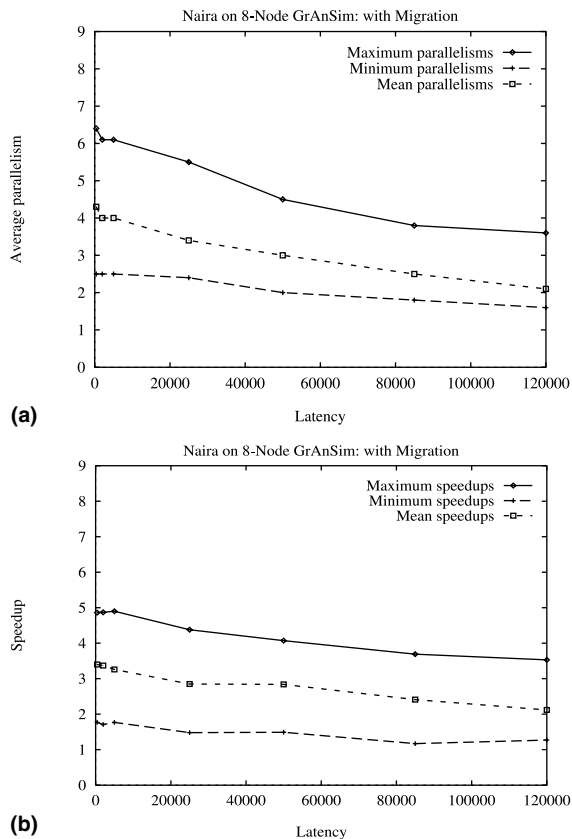 Naira on 8-Node GrAnSim: with Migration
9
8
7
6
5
4
3
2
1
0
Average parallelism
Maximum parallelisms
Minimum parallelisms
Mean parallelisms
0 20000 40000 60000 80000 100000 120000
Latency
(a)
Naira on 8-Node GrAnSim: with Migration
9
8
7
6
5
4
3
2
1
0
Speedup
Maximum speedups
Minimum speedups
Mean speedups
0 20000 40000 60000 80000 100000 120000
Latency
(b)